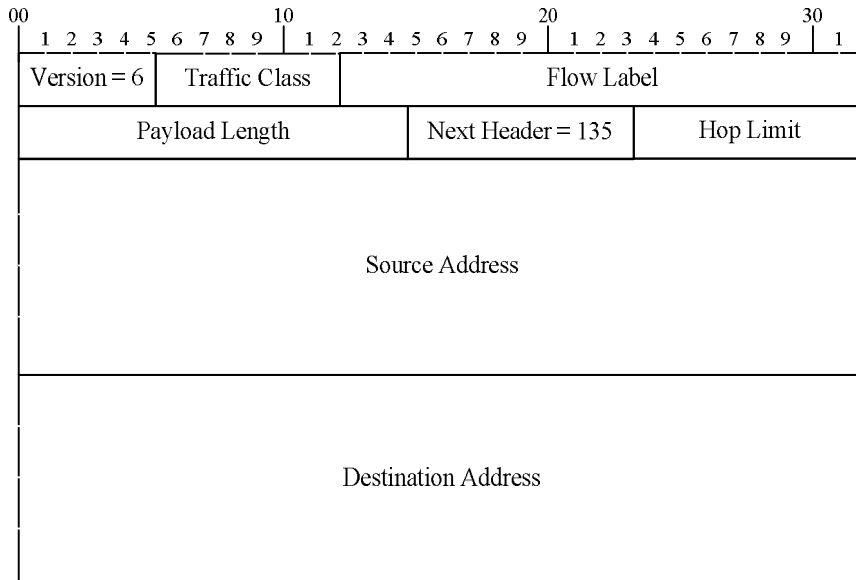 00 10 20 30
1 2 3 4 5 6 7 8 9 1 2 3 4 5 6 7 8 9 1 2 3 4 5 6 7 8 9 1
Version = 6 Traffic Class Flow Label
Payload Length Next Header = 135 Hop Limit
Source Address
Destination Address